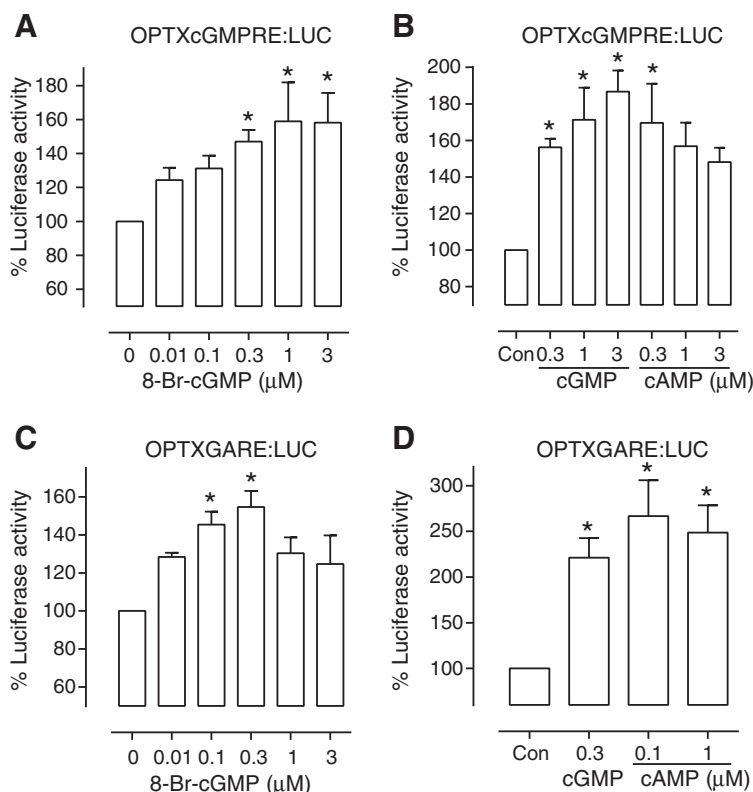 A
OPTXcGMPRE:LUC
% Luciferase activity
180
160
140
120
100
80
60
* * *
0 0.01 0.1 0.3 1 3
8-Br-cGMP (μM)
B
OPTXcGMPRE:LUC
% Luciferase activity
200
180
160
140
120
100
80
* * * *
Con 0.3 1 3 0.3 1 3
cGMP cAMP (μM)
C
OPTXGARE:LUC
% Luciferase activity
160
140
120
100
80
60
* *
0 0.01 0.1 0.3 1 3
8-Br-cGMP (μM)
D
OPTXGARE:LUC
% Luciferase activity
300
250
200
150
100
* * *
Con 0.3 0.1 1
cGMP cAMP (μM)